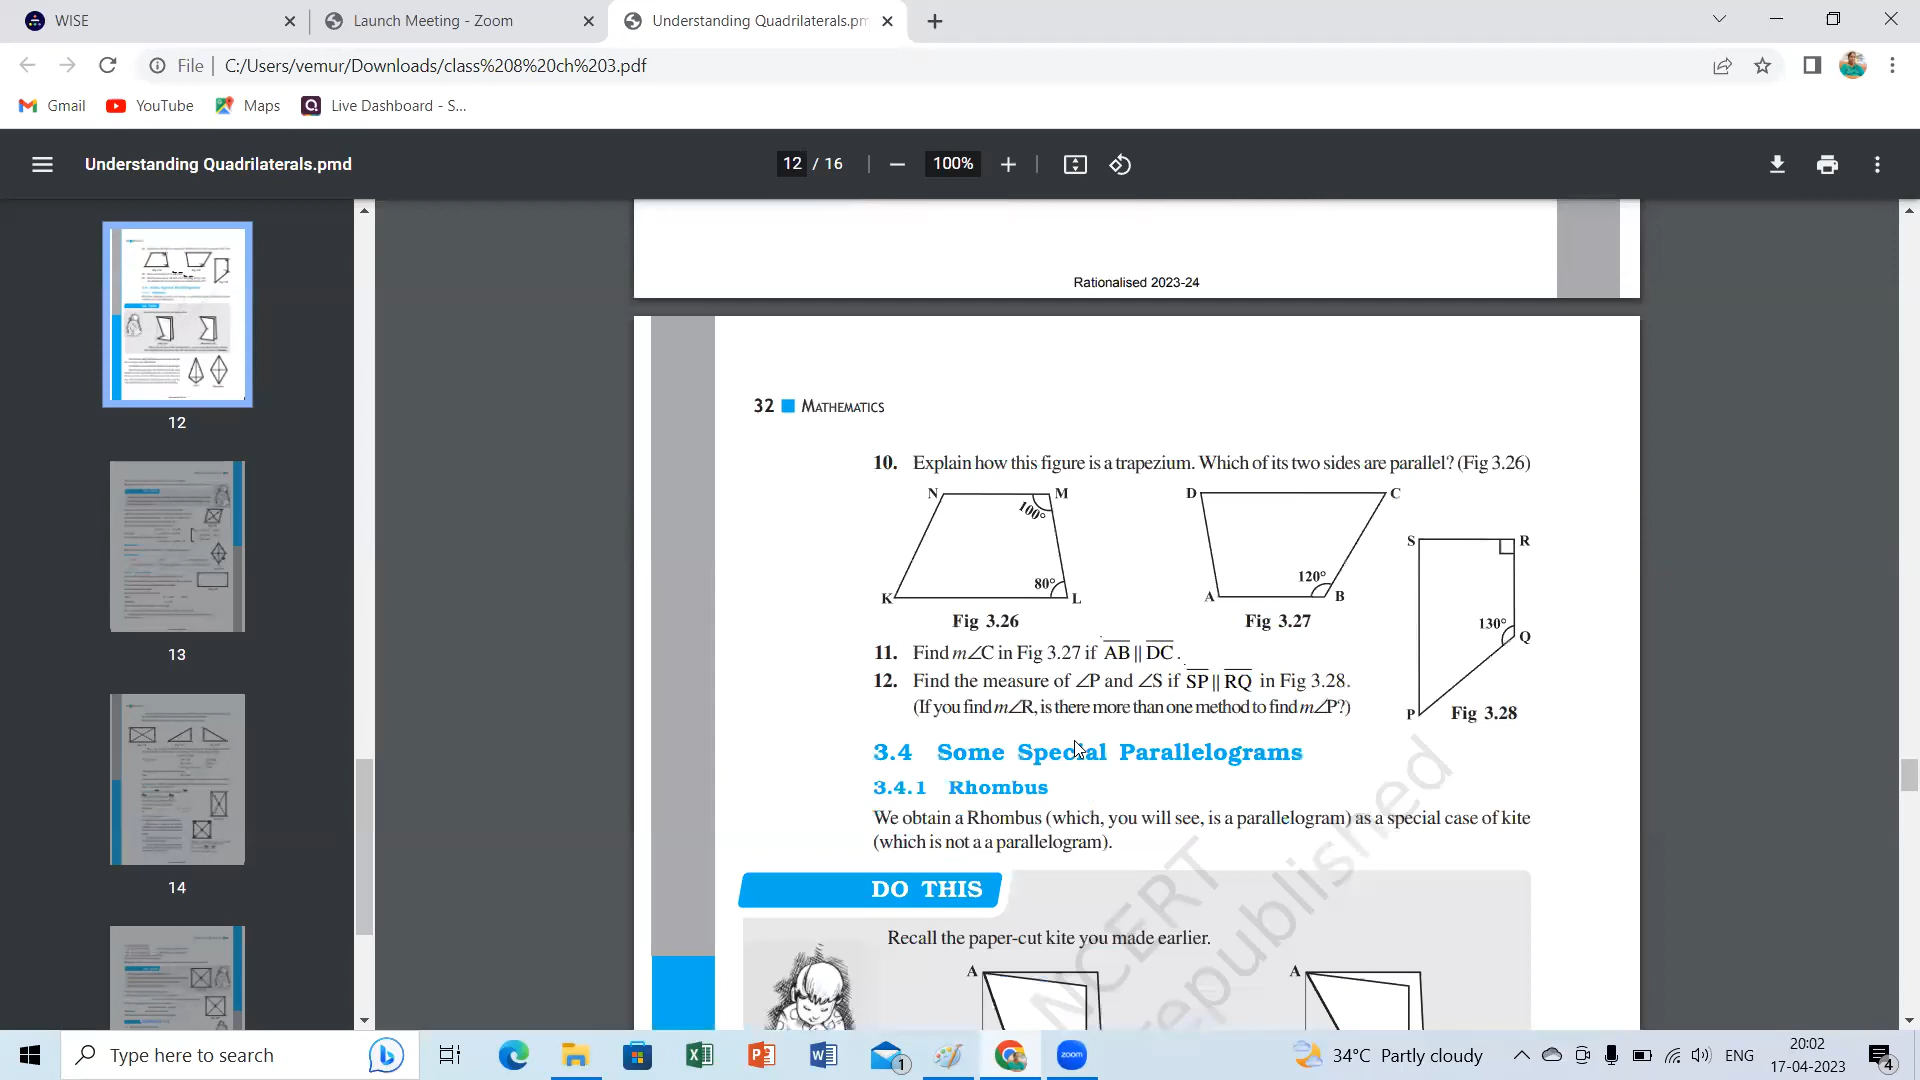 WISE
Launch Meeting - Zoom
Understanding Quadrilaterals.pm
File
C:/Users/vemur/Downloads/class%208%20ch%203.pdf
Gmail
YouTube
Maps
Live Dashboard - S...
Understanding Quadrilaterals.pmd
12 / 16
100%
12
13
14
Rationalised 2023-24
32 MATHEMATICS
10. Explain how this figure is a trapezium. Which of its two sides are parallel? (Fig 3.26)
N M
100°
80°
K L
Fig 3.26
D C
120°
A B
Fig 3.27
S R
130°
Q
P
Fig 3.28
11. Find m∠C in Fig 3.27 if A̅B̅ || D̅C̅.
12. Find the measure of ∠P and ∠S if S̅P̅ || R̅Q̅ in Fig 3.28.
(If you find m∠R, is there more than one method to find m∠P?)
3.4 Some Special Parallelograms
3.4.1 Rhombus
We obtain a Rhombus (which, you will see, is a parallelogram) as a special case of kite
(which is not a a parallelogram).
DO THIS
Recall the paper-cut kite you made earlier.
A
A
NCERT
republished
Type here to search
1
zoom
34°C Partly cloudy
ENG
20:02
17-04-2023
4